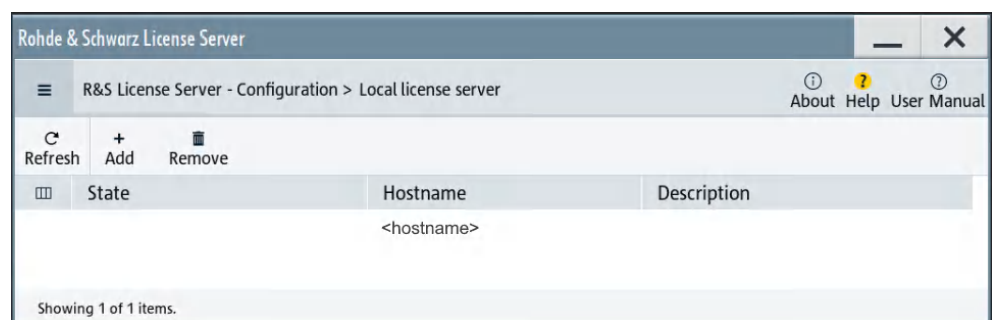 Rohde & Schwarz License Server
R&S License Server - Configuration > Local license server
About Help User Manual
Refresh Add Remove
State Hostname Description
<hostname>
Showing 1 of 1 items.